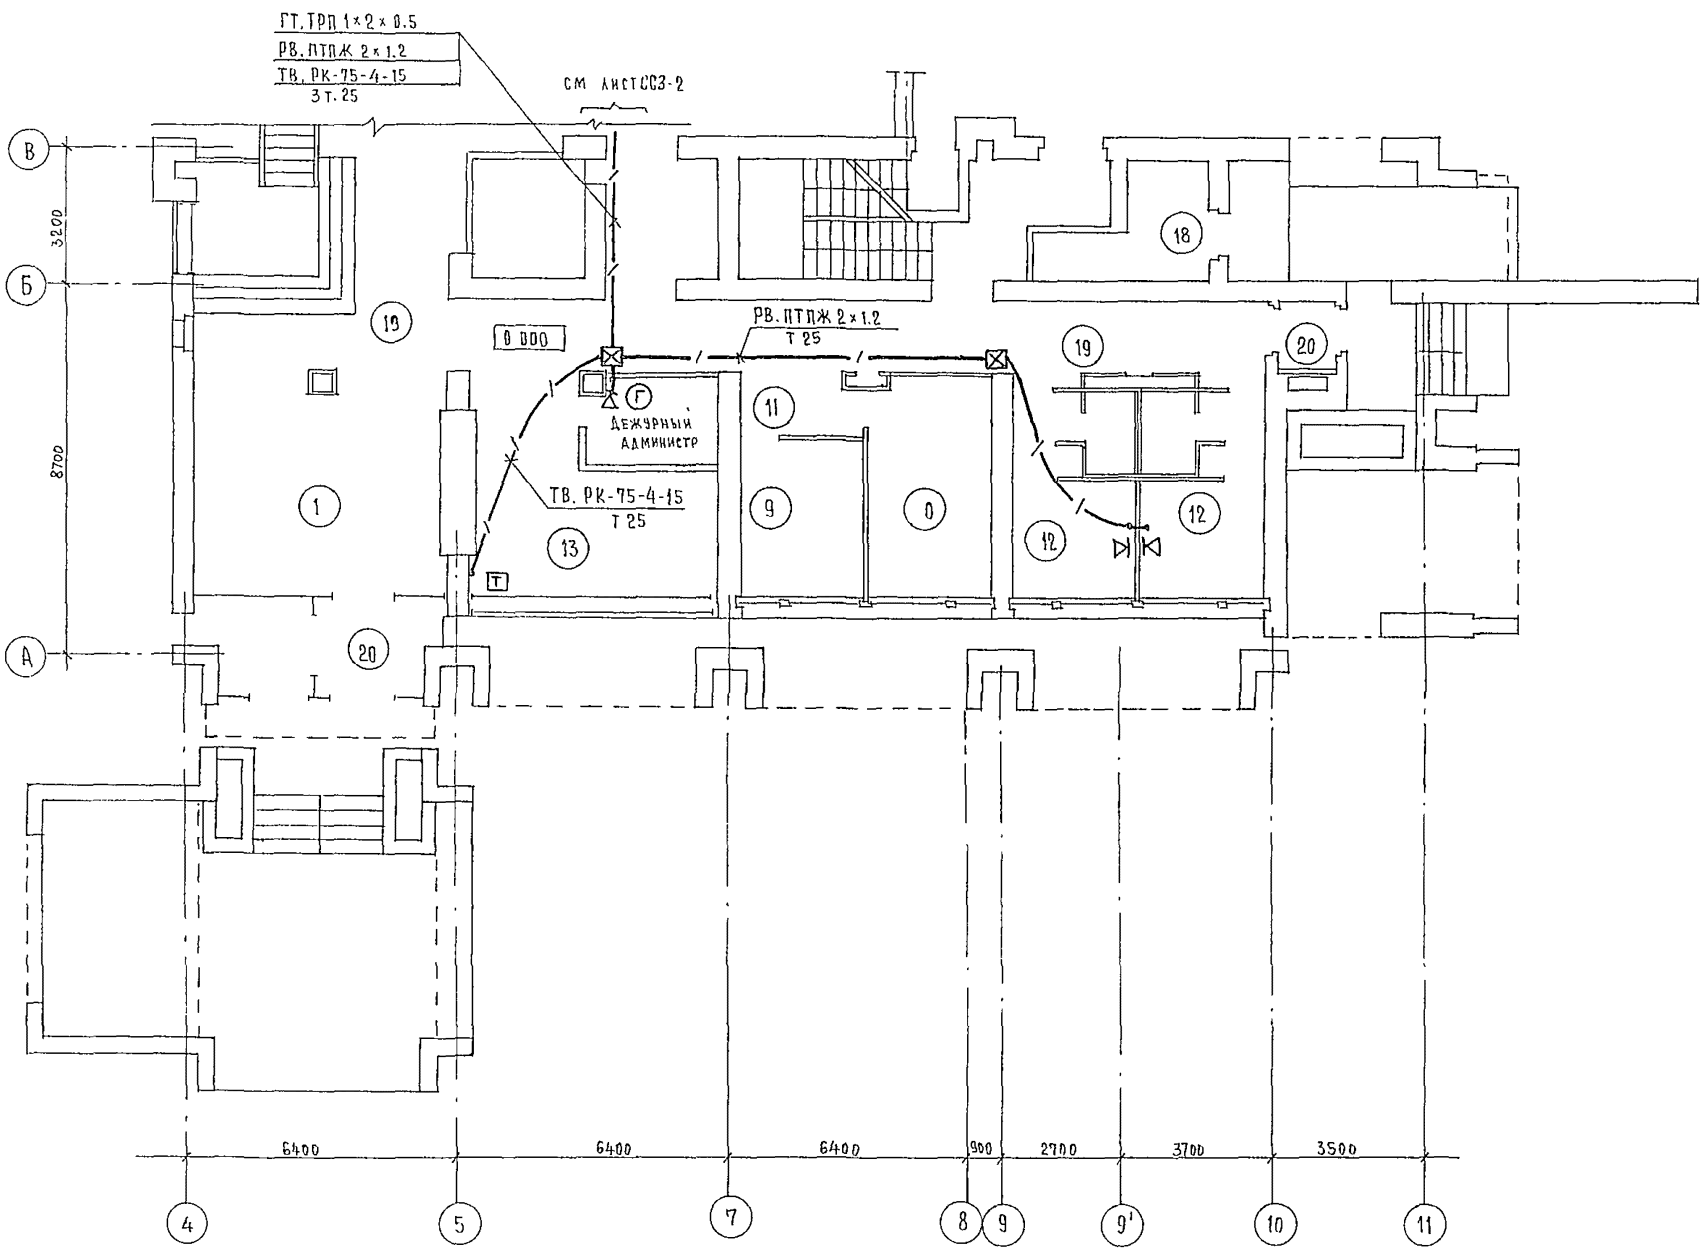 ГТ.ТРП 1×2×0.5
РВ.ПТПЖ 2×1.2
ТВ. РК-75-4-15
3 т. 25
СМ ЛИСТ СС3-2
В
3200
Б
8700
А
18
19
0 000
РВ. ПТПЖ 2×1.2
Т 25
19
20
Г
ДЕЖУРНЫЙ
АДМИНИСТР
11
ТВ. РК-75-4-15
Т 25
1
9
0
12
12
13
Т
20
6400
6400
6400
900
2700
3700
3500
4
5
7
8
9
9'
10
11